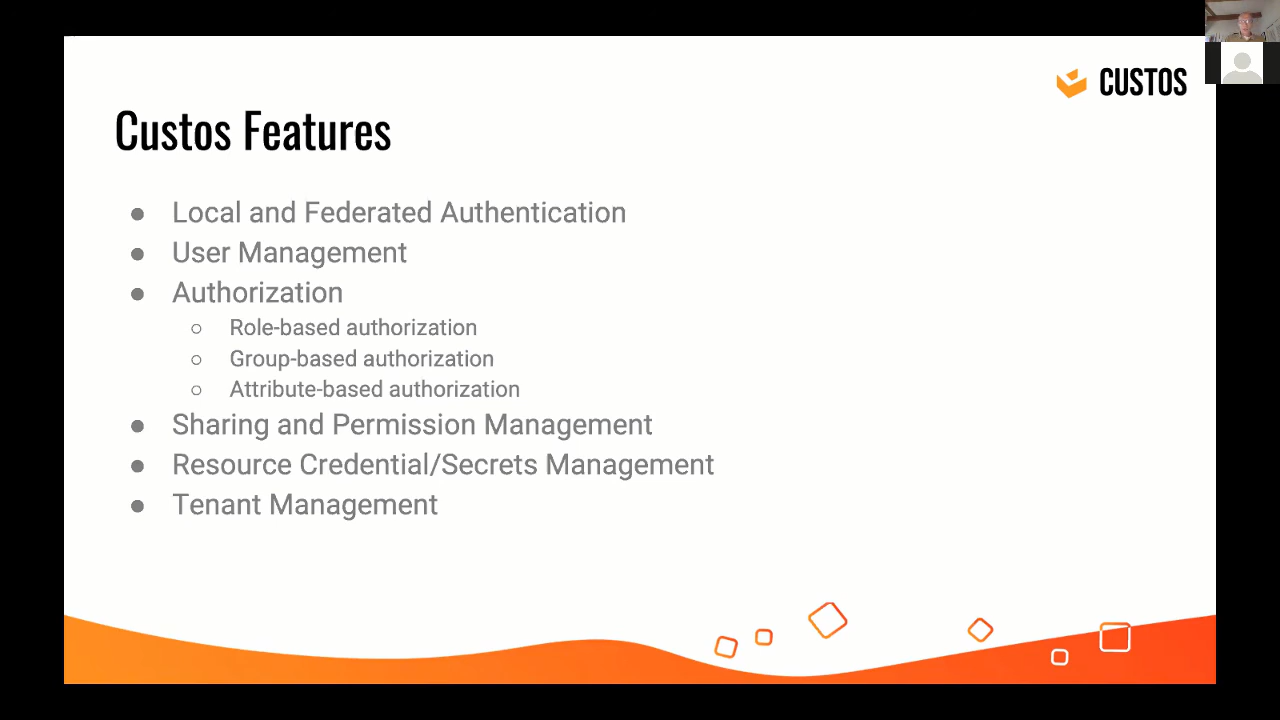 CUSTOS
Custos Features
● Local and Federated Authentication
● User Management
● Authorization
○ Role-based authorization
○ Group-based authorization
○ Attribute-based authorization
● Sharing and Permission Management
● Resource Credential/Secrets Management
● Tenant Management